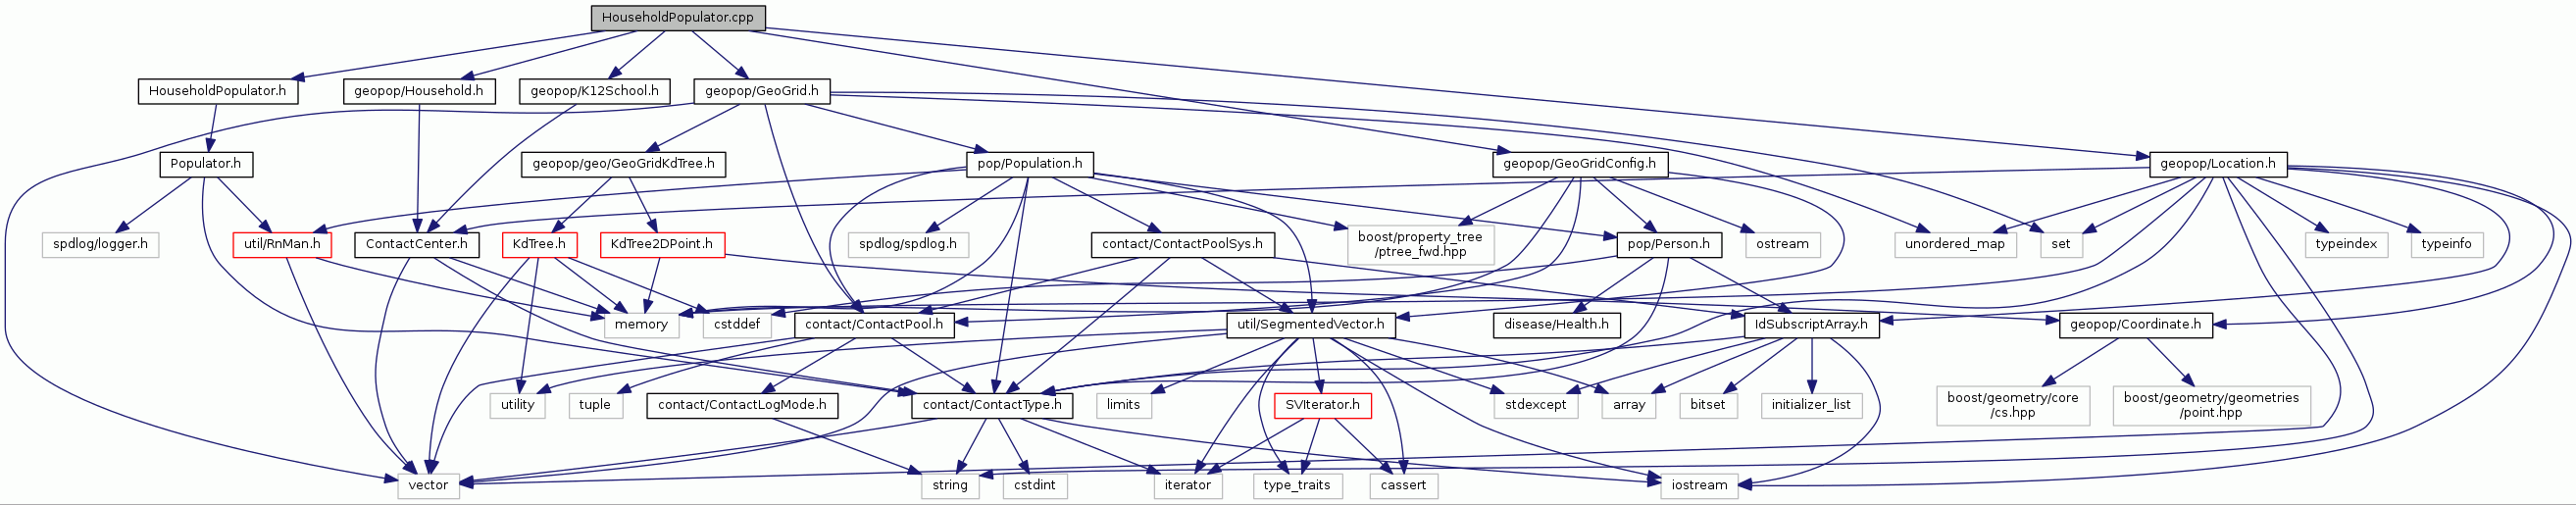 HouseholdPopulator.cpp
HouseholdPopulator.h
geopop/Household.h
geopop/K12School.h
geopop/GeoGrid.h
Populator.h
geopop/geo/GeoGridKdTree.h
pop/Population.h
geopop/GeoGridConfig.h
geopop/Location.h
spdlog/logger.h
util/RnMan.h
ContactCenter.h
KdTree.h
KdTree2DPoint.h
spdlog/spdlog.h
contact/ContactPoolSys.h
boost/property_tree
/ptree_fwd.hpp
pop/Person.h
ostream
unordered_map
set
typeindex
typeinfo
memory
cstddef
contact/ContactPool.h
util/SegmentedVector.h
disease/Health.h
IdSubscriptArray.h
geopop/Coordinate.h
utility
tuple
contact/ContactLogMode.h
contact/ContactType.h
limits
SVIterator.h
stdexcept
array
bitset
initializer_list
boost/geometry/core
/cs.hpp
boost/geometry/geometries
/point.hpp
vector
string
cstdint
iterator
type_traits
cassert
iostream